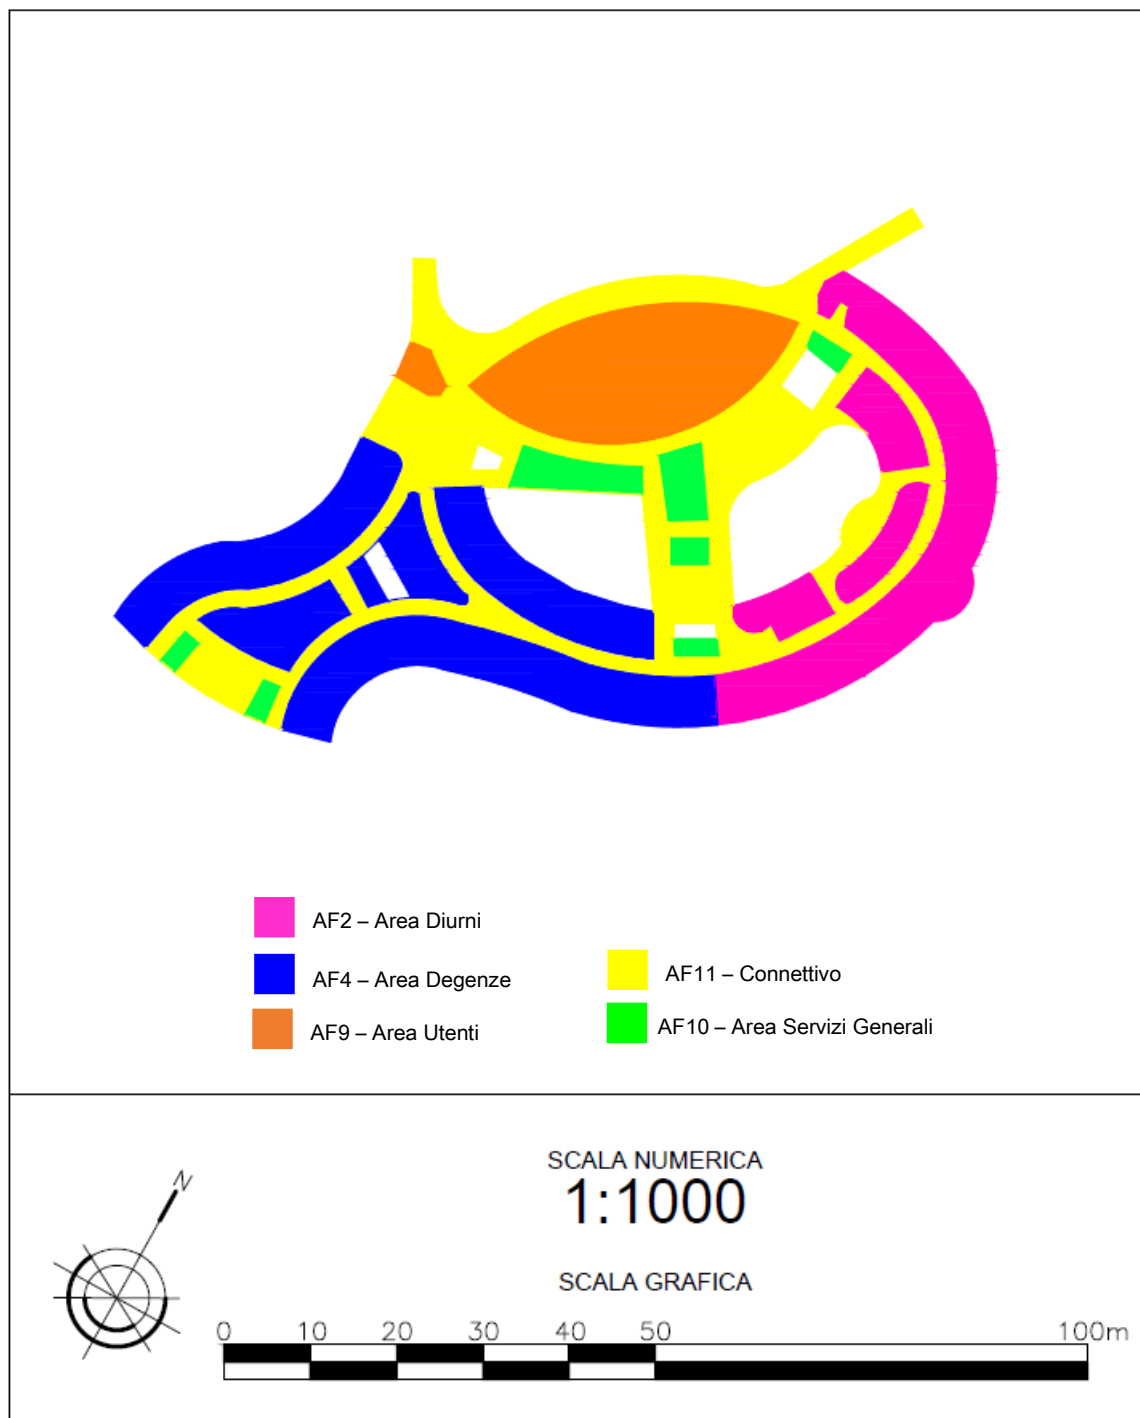 AF2 – Area Diurni
AF4 – Area Degenze
AF9 – Area Utenti
AF11 – Connettivo
AF10 – Area Servizi Generali
N
SCALA NUMERICA
1:1000
SCALA GRAFICA
0 10 20 30 40 50 100m